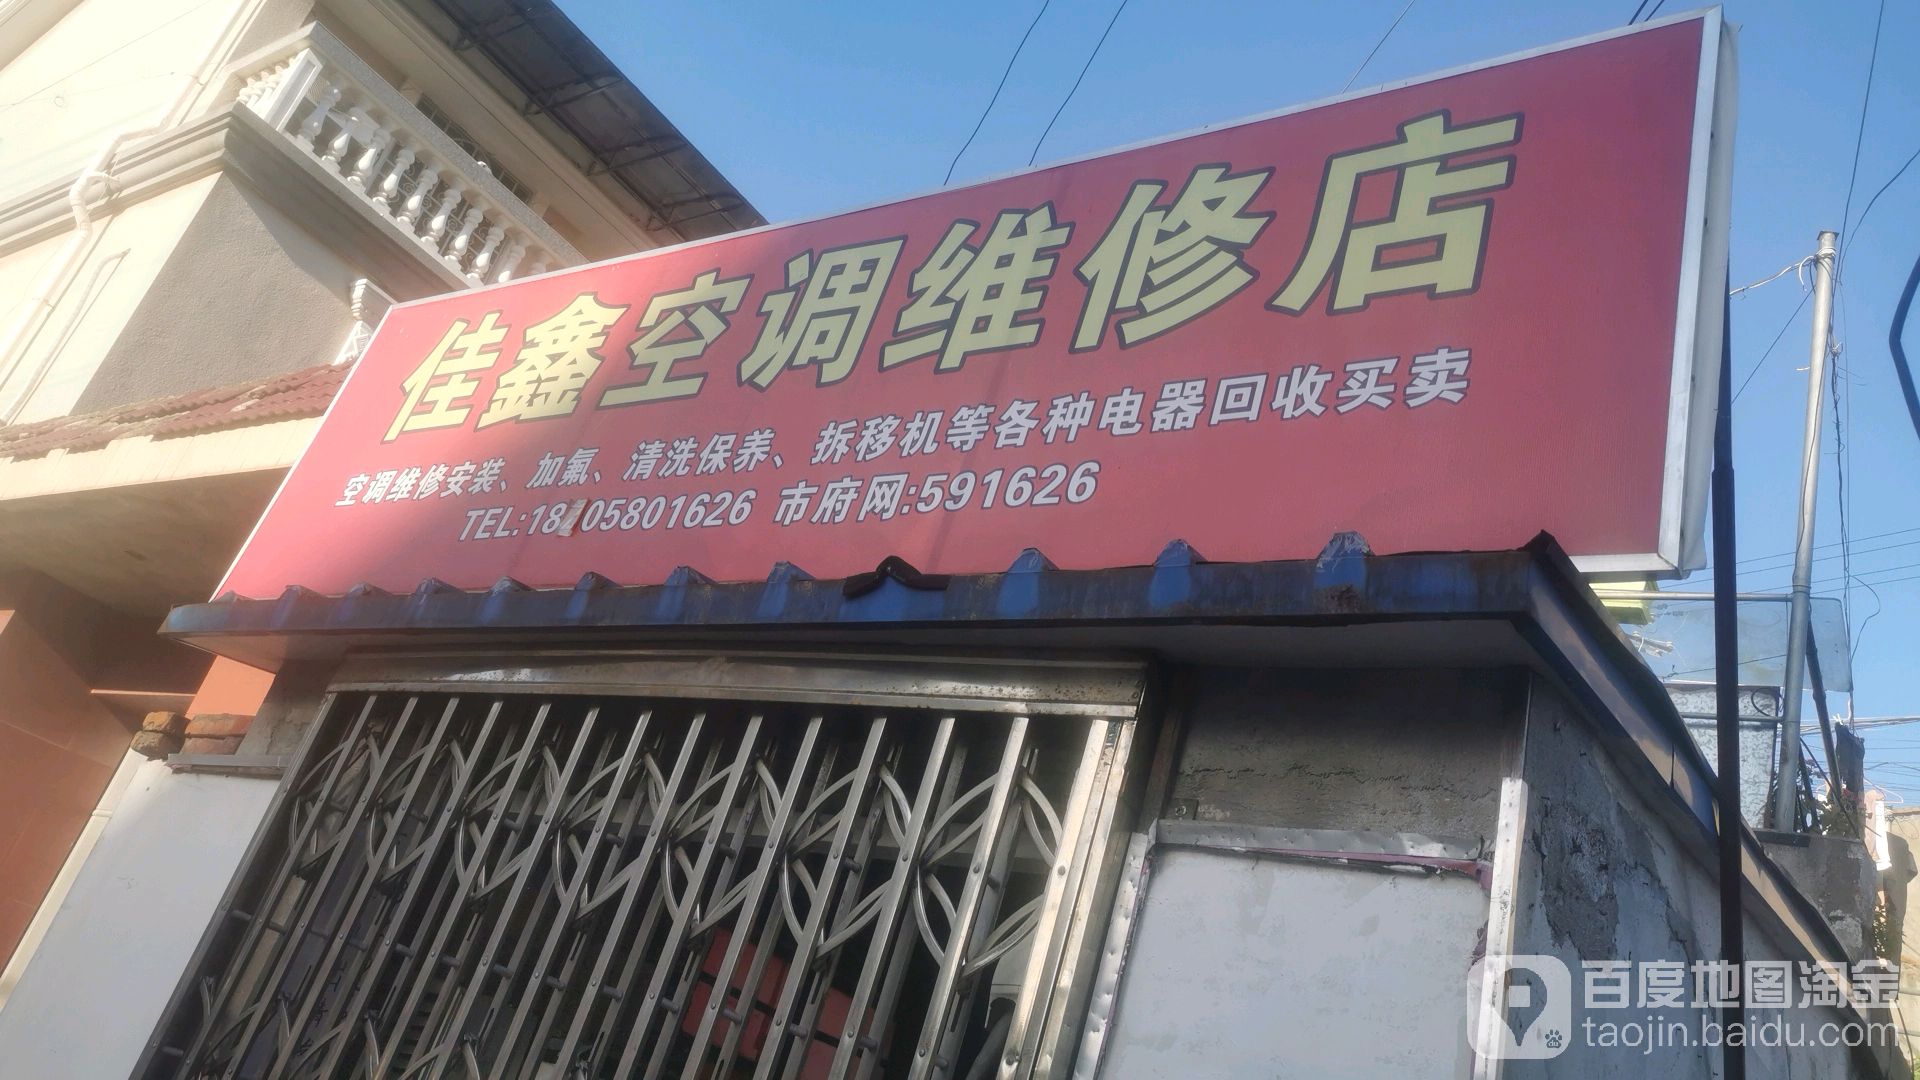 佳鑫空调维修店
空调维修安装、加氟、清洗保养、拆移机等各种电器回收买卖
TEL:18 05801626 市府网:591626
百度地图淘金
taojin.baidu.com